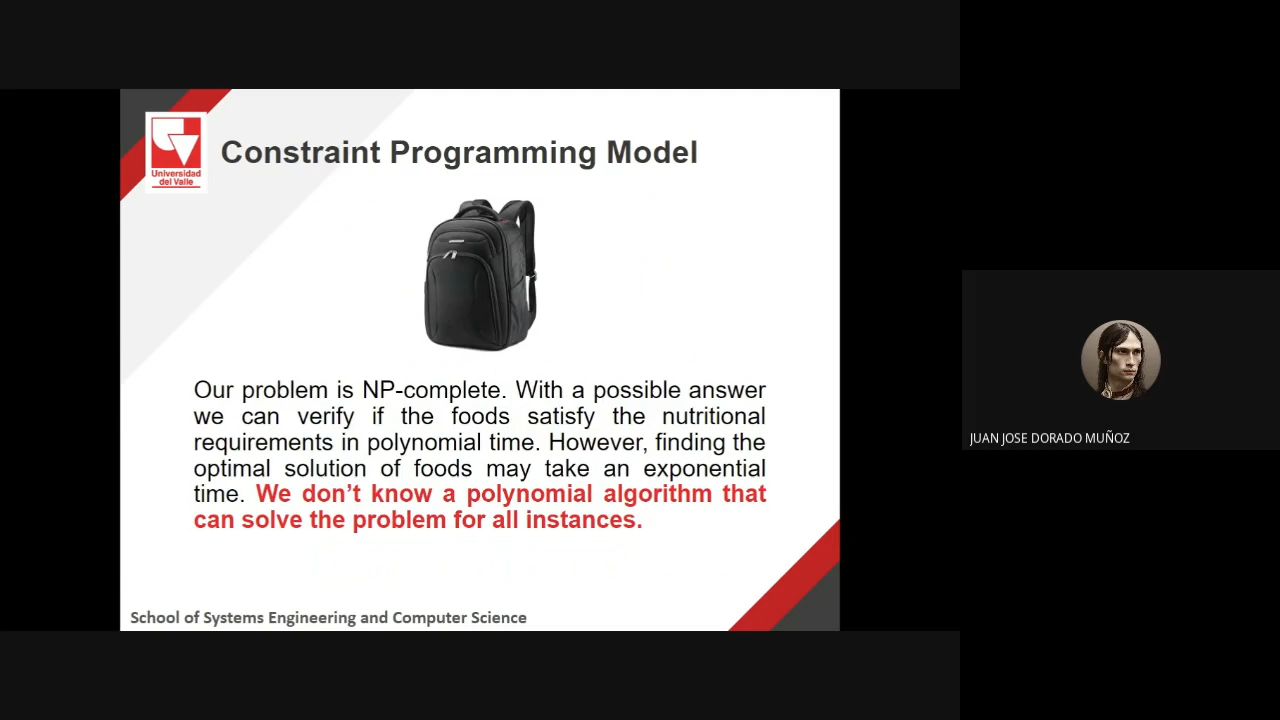 Universidad
del Valle
Constraint Programming Model
Our problem is NP-complete. With a possible answer
we can verify if the foods satisfy the nutritional
requirements in polynomial time. However, finding the
optimal solution of foods may take an exponential
time. We don’t know a polynomial algorithm that
can solve the problem for all instances.
School of Systems Engineering and Computer Science
JUAN JOSE DORADO MUÑOZ